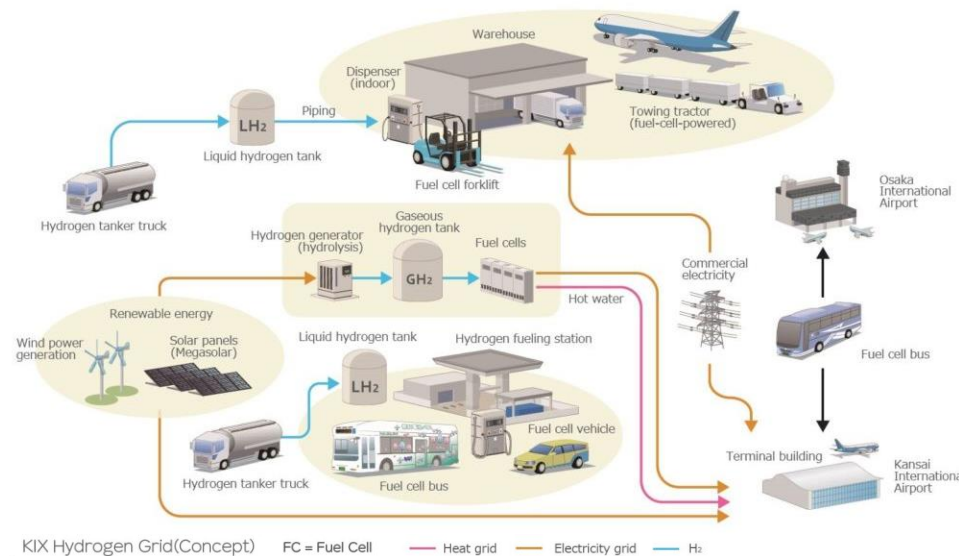 Warehouse
Dispenser
(indoor)
Piping
LH2
Liquid hydrogen tank
Hydrogen tanker truck
Fuel cell forklift
Towing tractor
(fuel-cell-powered)
Osaka
International
Airport
Gaseous
hydrogen tank
Hydrogen generator
(hydrolysis)
GH2
Fuel cells
Hot water
Commercial
electricity
Fuel cell bus
Renewable energy
Wind power
generation
Solar panels
(Megasolar)
Liquid hydrogen tank
LH2
Hydrogen fueling station
Hydrogen tanker truck
Fuel cell bus
Fuel cell vehicle
Terminal building
Kansai
International
Airport
KIX Hydrogen Grid(Concept)
FC = Fuel Cell
Heat grid
Electricity grid
H2